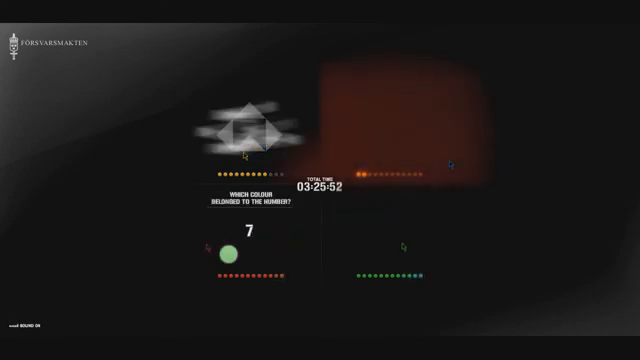 FÖRSVARSMAKTEN
TOTAL TIME
03:25:52
WHICH COLOUR
BELONGED TO THE NUMBER?
7
SOUND ON